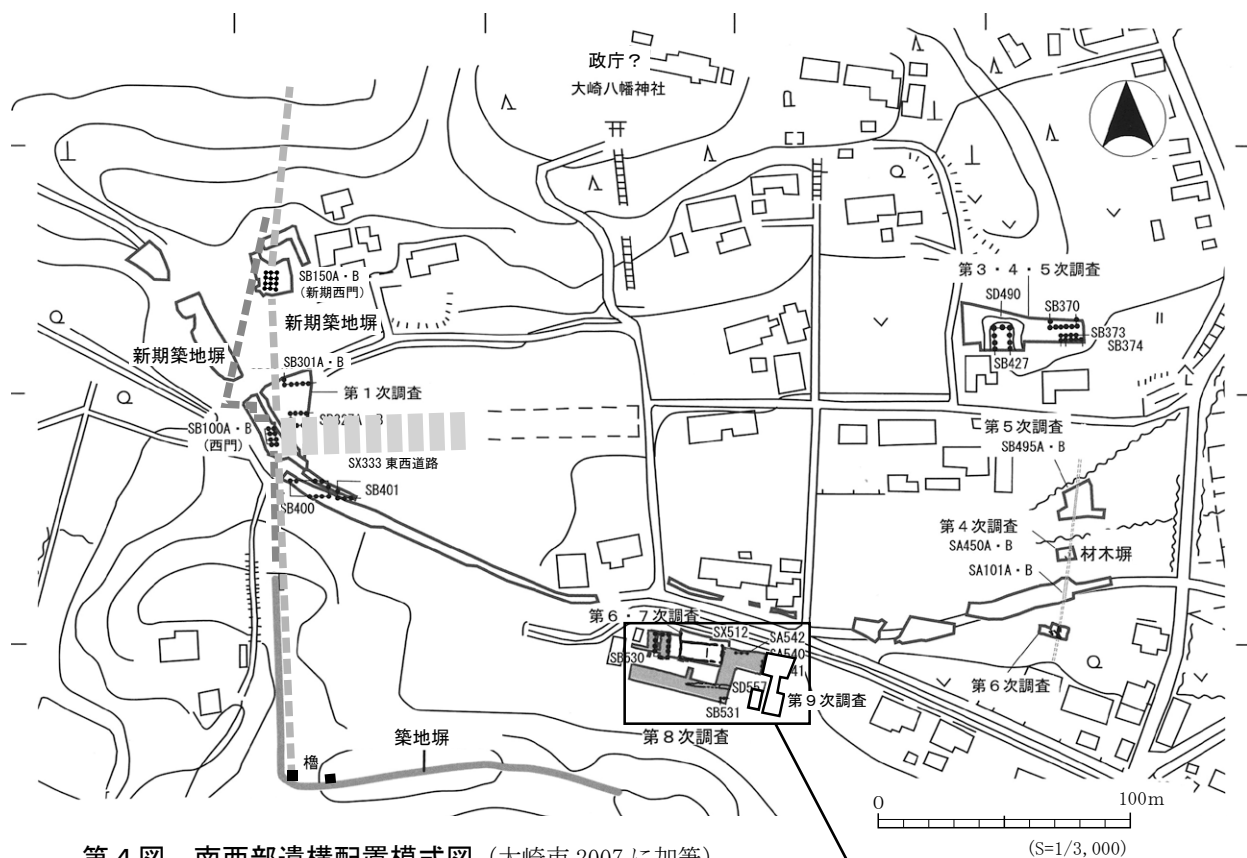 政庁？
大崎八幡神社
SB150A・B
（新期西門）
新期築地塀
第３・４・５次調査
SD490
SB370
SB373
SB374
SB427
新期築地塀
SB301A・B
第１次調査
SB100A・B
（西門）
SX333 東西道路
SB401
SB400
第５次調査
SB495A・B
第４次調査
SA450A・B
材木塀
SA101A・B
第６・７次調査
SX512
SA542
SA540
SB530
SD557
第９次調査
SB531
第６次調査
第８次調査
築地塀
櫓
0
100m
(S=1/3,000)
第４図　南西部遺構配置模式図（大崎市 2007 に加筆）